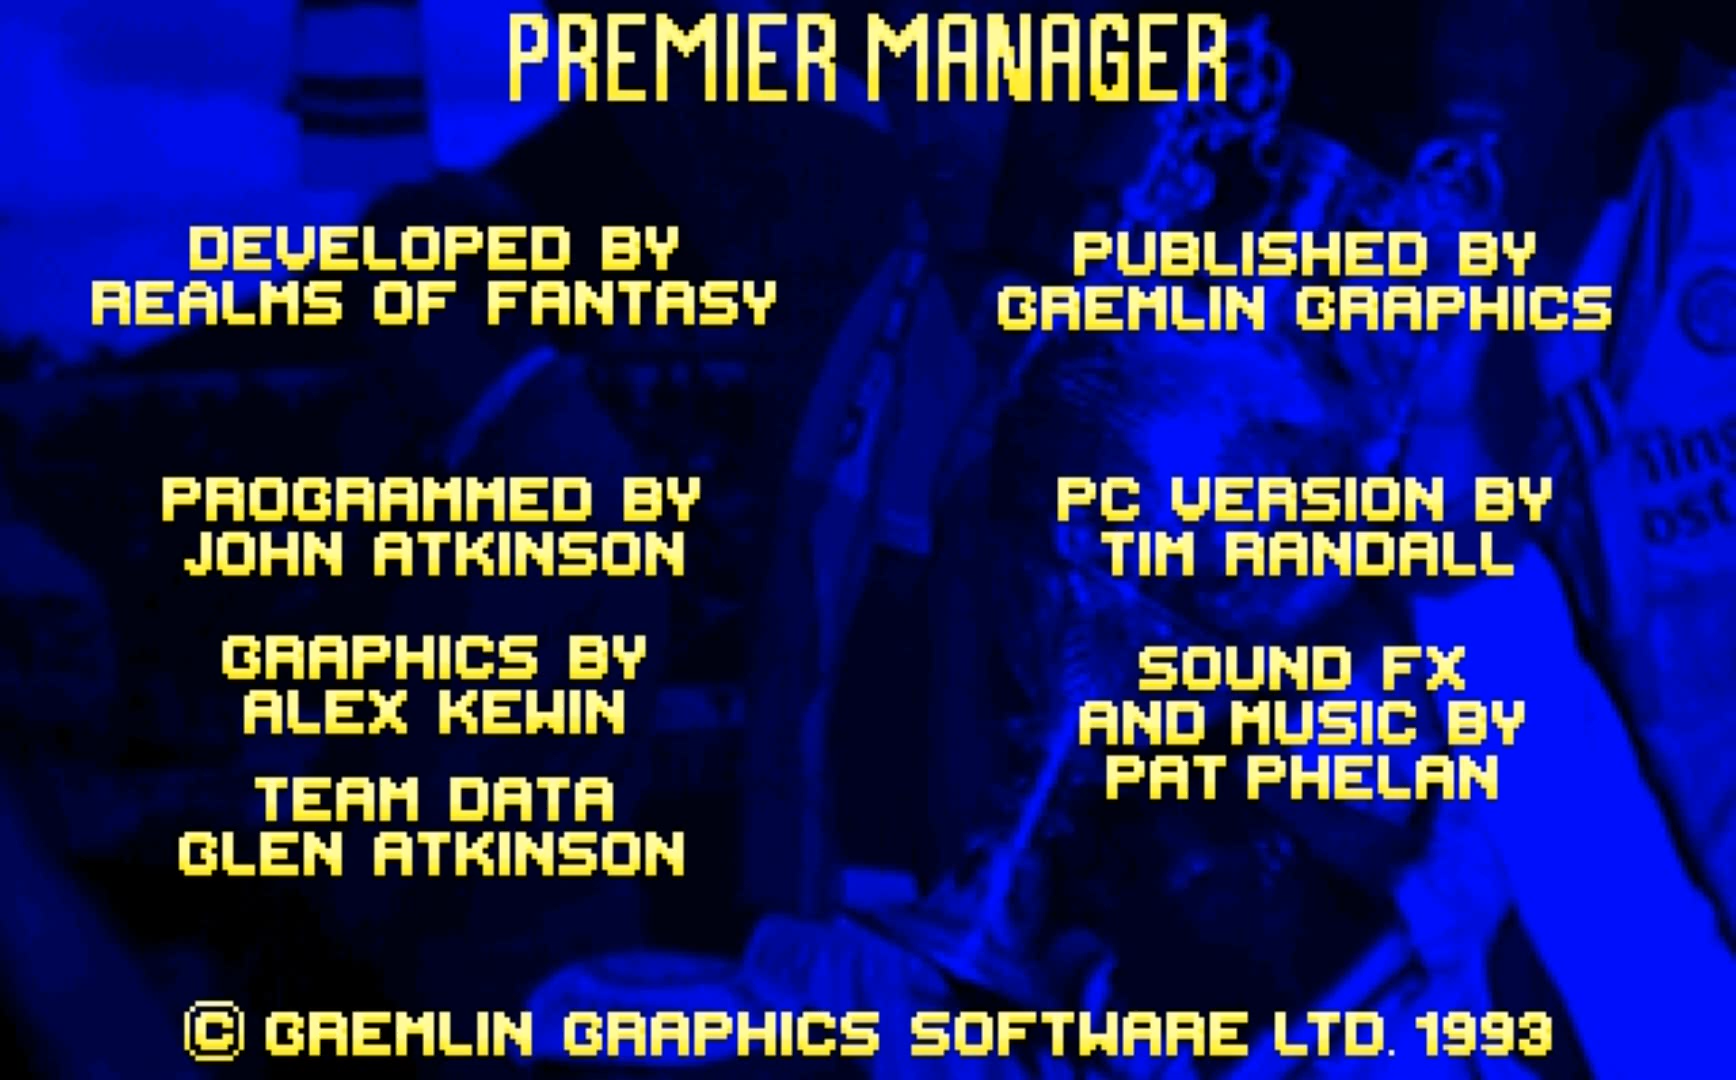 PREMIER MANAGER
DEVELOPED BY
REALMS OF FANTASY
PUBLISHED BY
GREMLIN GRAPHICS
PROGRAMMED BY
JOHN ATKINSON
PC VERSION BY
TIM RANDALL
GRAPHICS BY
ALEX KEWIN
SOUND FX
AND MUSIC BY
PAT PHELAN
TEAM DATA
GLEN ATKINSON
© GREMLIN GRAPHICS SOFTWARE LTD. 1993